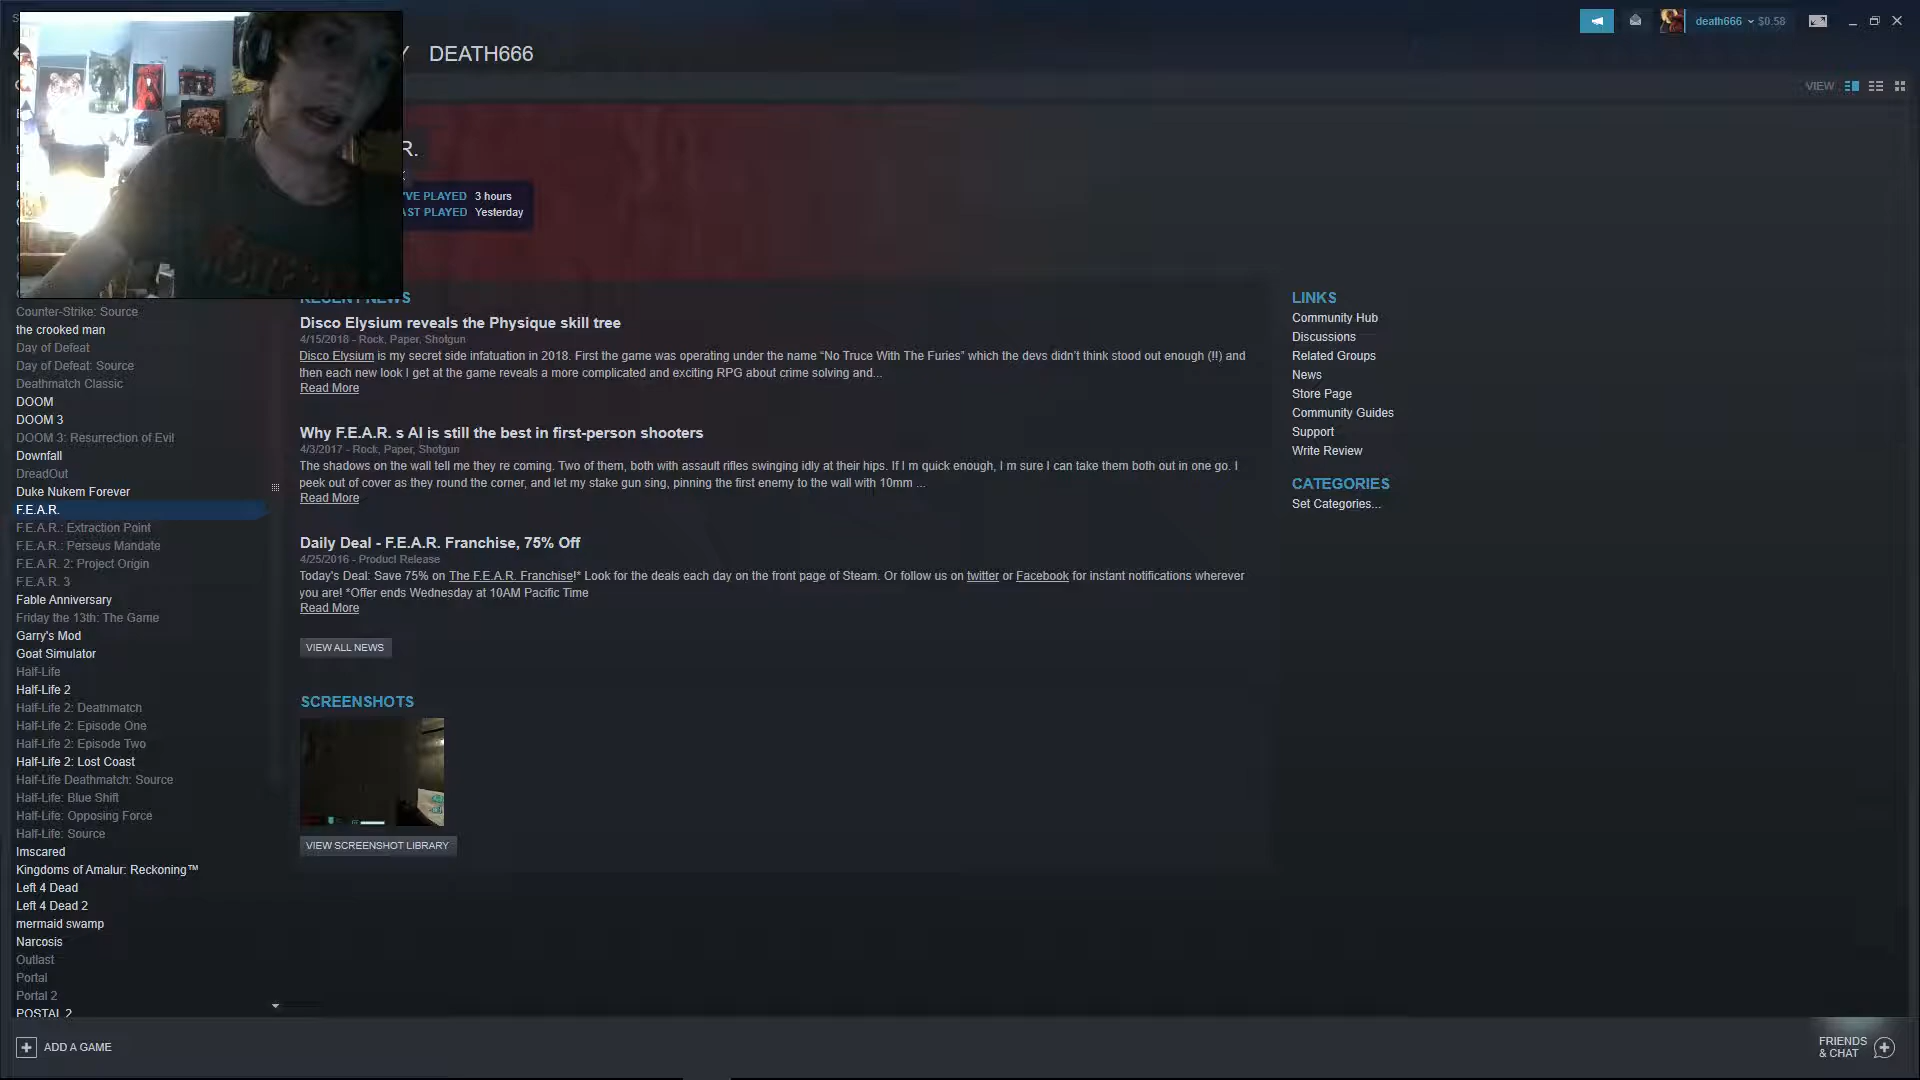 DEATH666
death666
$0.58
VIEW
R.
'VE PLAYED 3 hours
AST PLAYED Yesterday
RECENT NEWS
Disco Elysium reveals the Physique skill tree
4/15/2018 - Rock, Paper, Shotgun
Disco Elysium is my secret side infatuation in 2018. First the game was operating under the name “No Truce With The Furies” which the devs didn’t think stood out enough (!!) and
then each new look I get at the game reveals a more complicated and exciting RPG about crime solving and...
Read More
Why F.E.A.R. s AI is still the best in first-person shooters
4/3/2017 - Rock, Paper, Shotgun
The shadows on the wall tell me they re coming. Two of them, both with assault rifles swinging idly at their hips. If I m quick enough, I m sure I can take them both out in one go. I
peek out of cover as they round the corner, and let my stake gun sing, pinning the first enemy to the wall with 10mm ...
Read More
Daily Deal - F.E.A.R. Franchise, 75% Off
4/25/2016 - Product Release
Today's Deal: Save 75% on The F.E.A.R. Franchise!* Look for the deals each day on the front page of Steam. Or follow us on twitter or Facebook for instant notifications wherever
you are! *Offer ends Wednesday at 10AM Pacific Time
Read More
VIEW ALL NEWS
SCREENSHOTS
VIEW SCREENSHOT LIBRARY
LINKS
Community Hub
Discussions
Related Groups
News
Store Page
Community Guides
Support
Write Review
CATEGORIES
Set Categories...
Counter-Strike: Source
the crooked man
Day of Defeat
Day of Defeat: Source
Deathmatch Classic
DOOM
DOOM 3
DOOM 3: Resurrection of Evil
Downfall
DreadOut
Duke Nukem Forever
F.E.A.R.
F.E.A.R.: Extraction Point
F.E.A.R.: Perseus Mandate
F.E.A.R. 2: Project Origin
F.E.A.R. 3
Fable Anniversary
Friday the 13th: The Game
Garry's Mod
Goat Simulator
Half-Life
Half-Life 2
Half-Life 2: Deathmatch
Half-Life 2: Episode One
Half-Life 2: Episode Two
Half-Life 2: Lost Coast
Half-Life Deathmatch: Source
Half-Life: Blue Shift
Half-Life: Opposing Force
Half-Life: Source
Imscared
Kingdoms of Amalur: Reckoning™
Left 4 Dead
Left 4 Dead 2
mermaid swamp
Narcosis
Outlast
Portal
Portal 2
POSTAL 2
ADD A GAME
FRIENDS
& CHAT